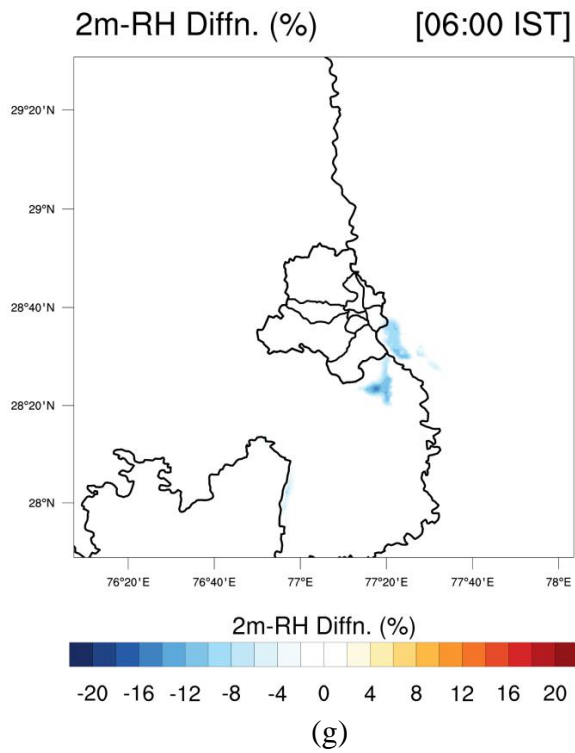 2m-RH Diffn. (%) [06:00 IST]
29°20'N
29°N
28°40'N
28°20'N
28°N
76°20'E 76°40'E 77°E 77°20'E 77°40'E 78°E
2m-RH Diffn. (%)
-20 -16 -12 -8 -4 0 4 8 12 16 20
(g)